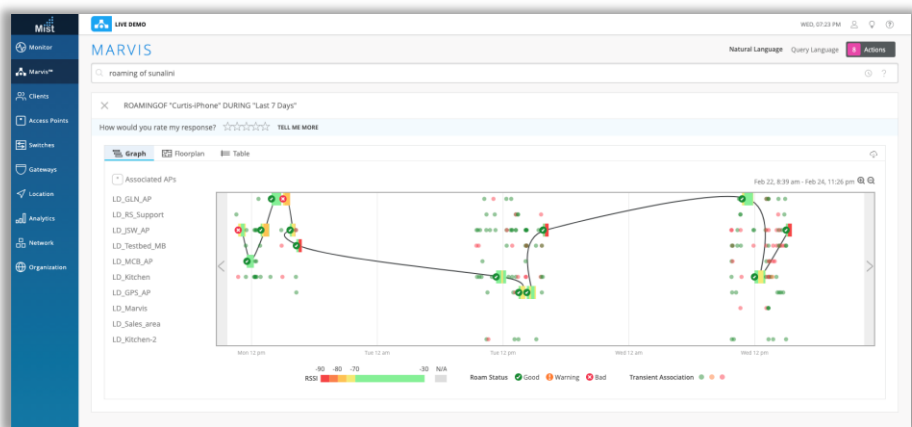 Mist
LIVE DEMO
WED, 07:23 PM
Monitor
MARVIS
Natural Language
Query Language
8
Actions
Marvis™
roaming of sunalini
Clients
ROAMINGOF "Curtis-iPhone" DURING "Last 7 Days"
Access Points
How would you rate my response?
TELL ME MORE
Switches
Graph
Floorplan
Table
Gateways
Associated APs
Feb 22, 8:39 am - Feb 24, 11:26 pm
Location
LD_GLN_AP
LD_RS_Support
Analytics
LD_JSW_AP
Network
LD_Testbed_MB
LD_MCB_AP
Organization
LD_Kitchen
LD_GPS_AP
LD_Marvis
LD_Sales_area
LD_Kitchen-2
Mon 12 pm
Tue 12 am
Tue 12 pm
Wed 12 am
Wed 12 pm
-90 -80 -70 -30 N/A
RSSI
Roam Status
Good
Warning
Bad
Transient Association